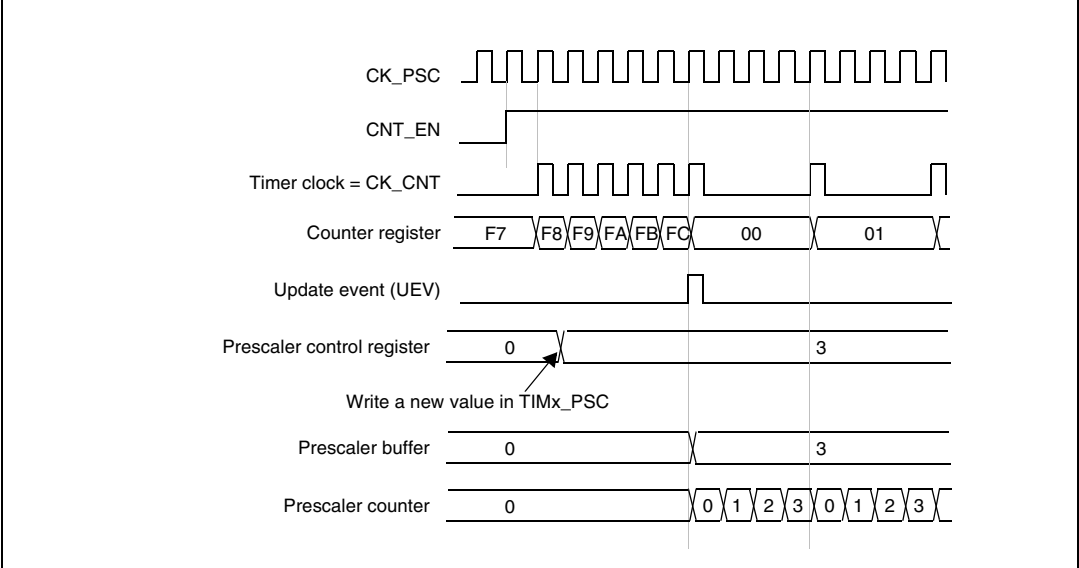 CK_PSC
CNT_EN
Timer clock = CK_CNT
Counter register F7 F8 F9 FA FB FC 00 01
Update event (UEV)
Prescaler control register 0 3
Write a new value in TIMx_PSC
Prescaler buffer 0 3
Prescaler counter 0 0 1 2 3 0 1 2 3